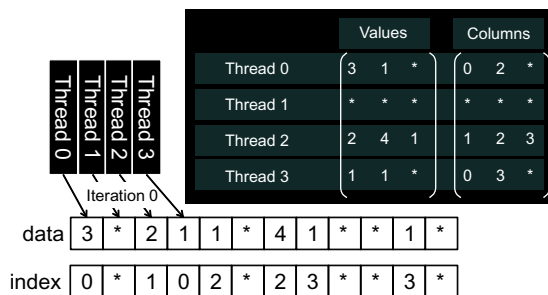 Values Columns
Thread 0 3 1 * 0 2 *
Thread 1 * * * * * *
Thread 2 2 4 1 1 2 3
Thread 3 1 1 * 0 3 *
Thread 0
Thread 1
Thread 2
Thread 3
Iteration 0
data 3 * 2 1 1 * 4 1 * * 1 *
index 0 * 1 0 2 * 2 3 * * 3 *